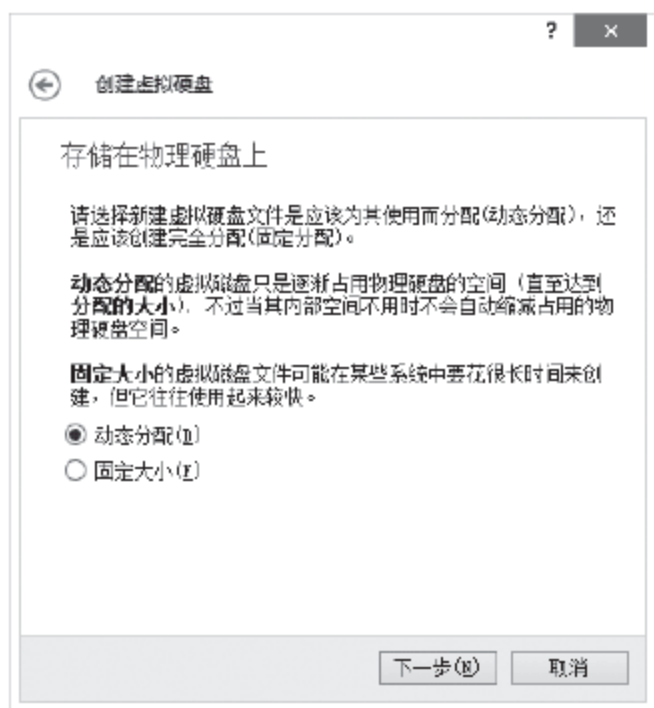 ? ×
创建虚拟硬盘
存储在物理硬盘上
请选择新建虚拟硬盘文件是应该为其使用而分配(动态分配)，还
是应该创建完全分配(固定分配)。
动态分配的虚拟磁盘只是逐渐占用物理硬盘的空间（直至达到
分配的大小），不过当其内部空间不用时不会自动缩减占用的物
理硬盘空间。
固定大小的虚拟磁盘文件可能在某些系统中要花很长时间来创
建，但它往往使用起来较快。
动态分配(D)
固定大小(F)
下一步(N) 取消